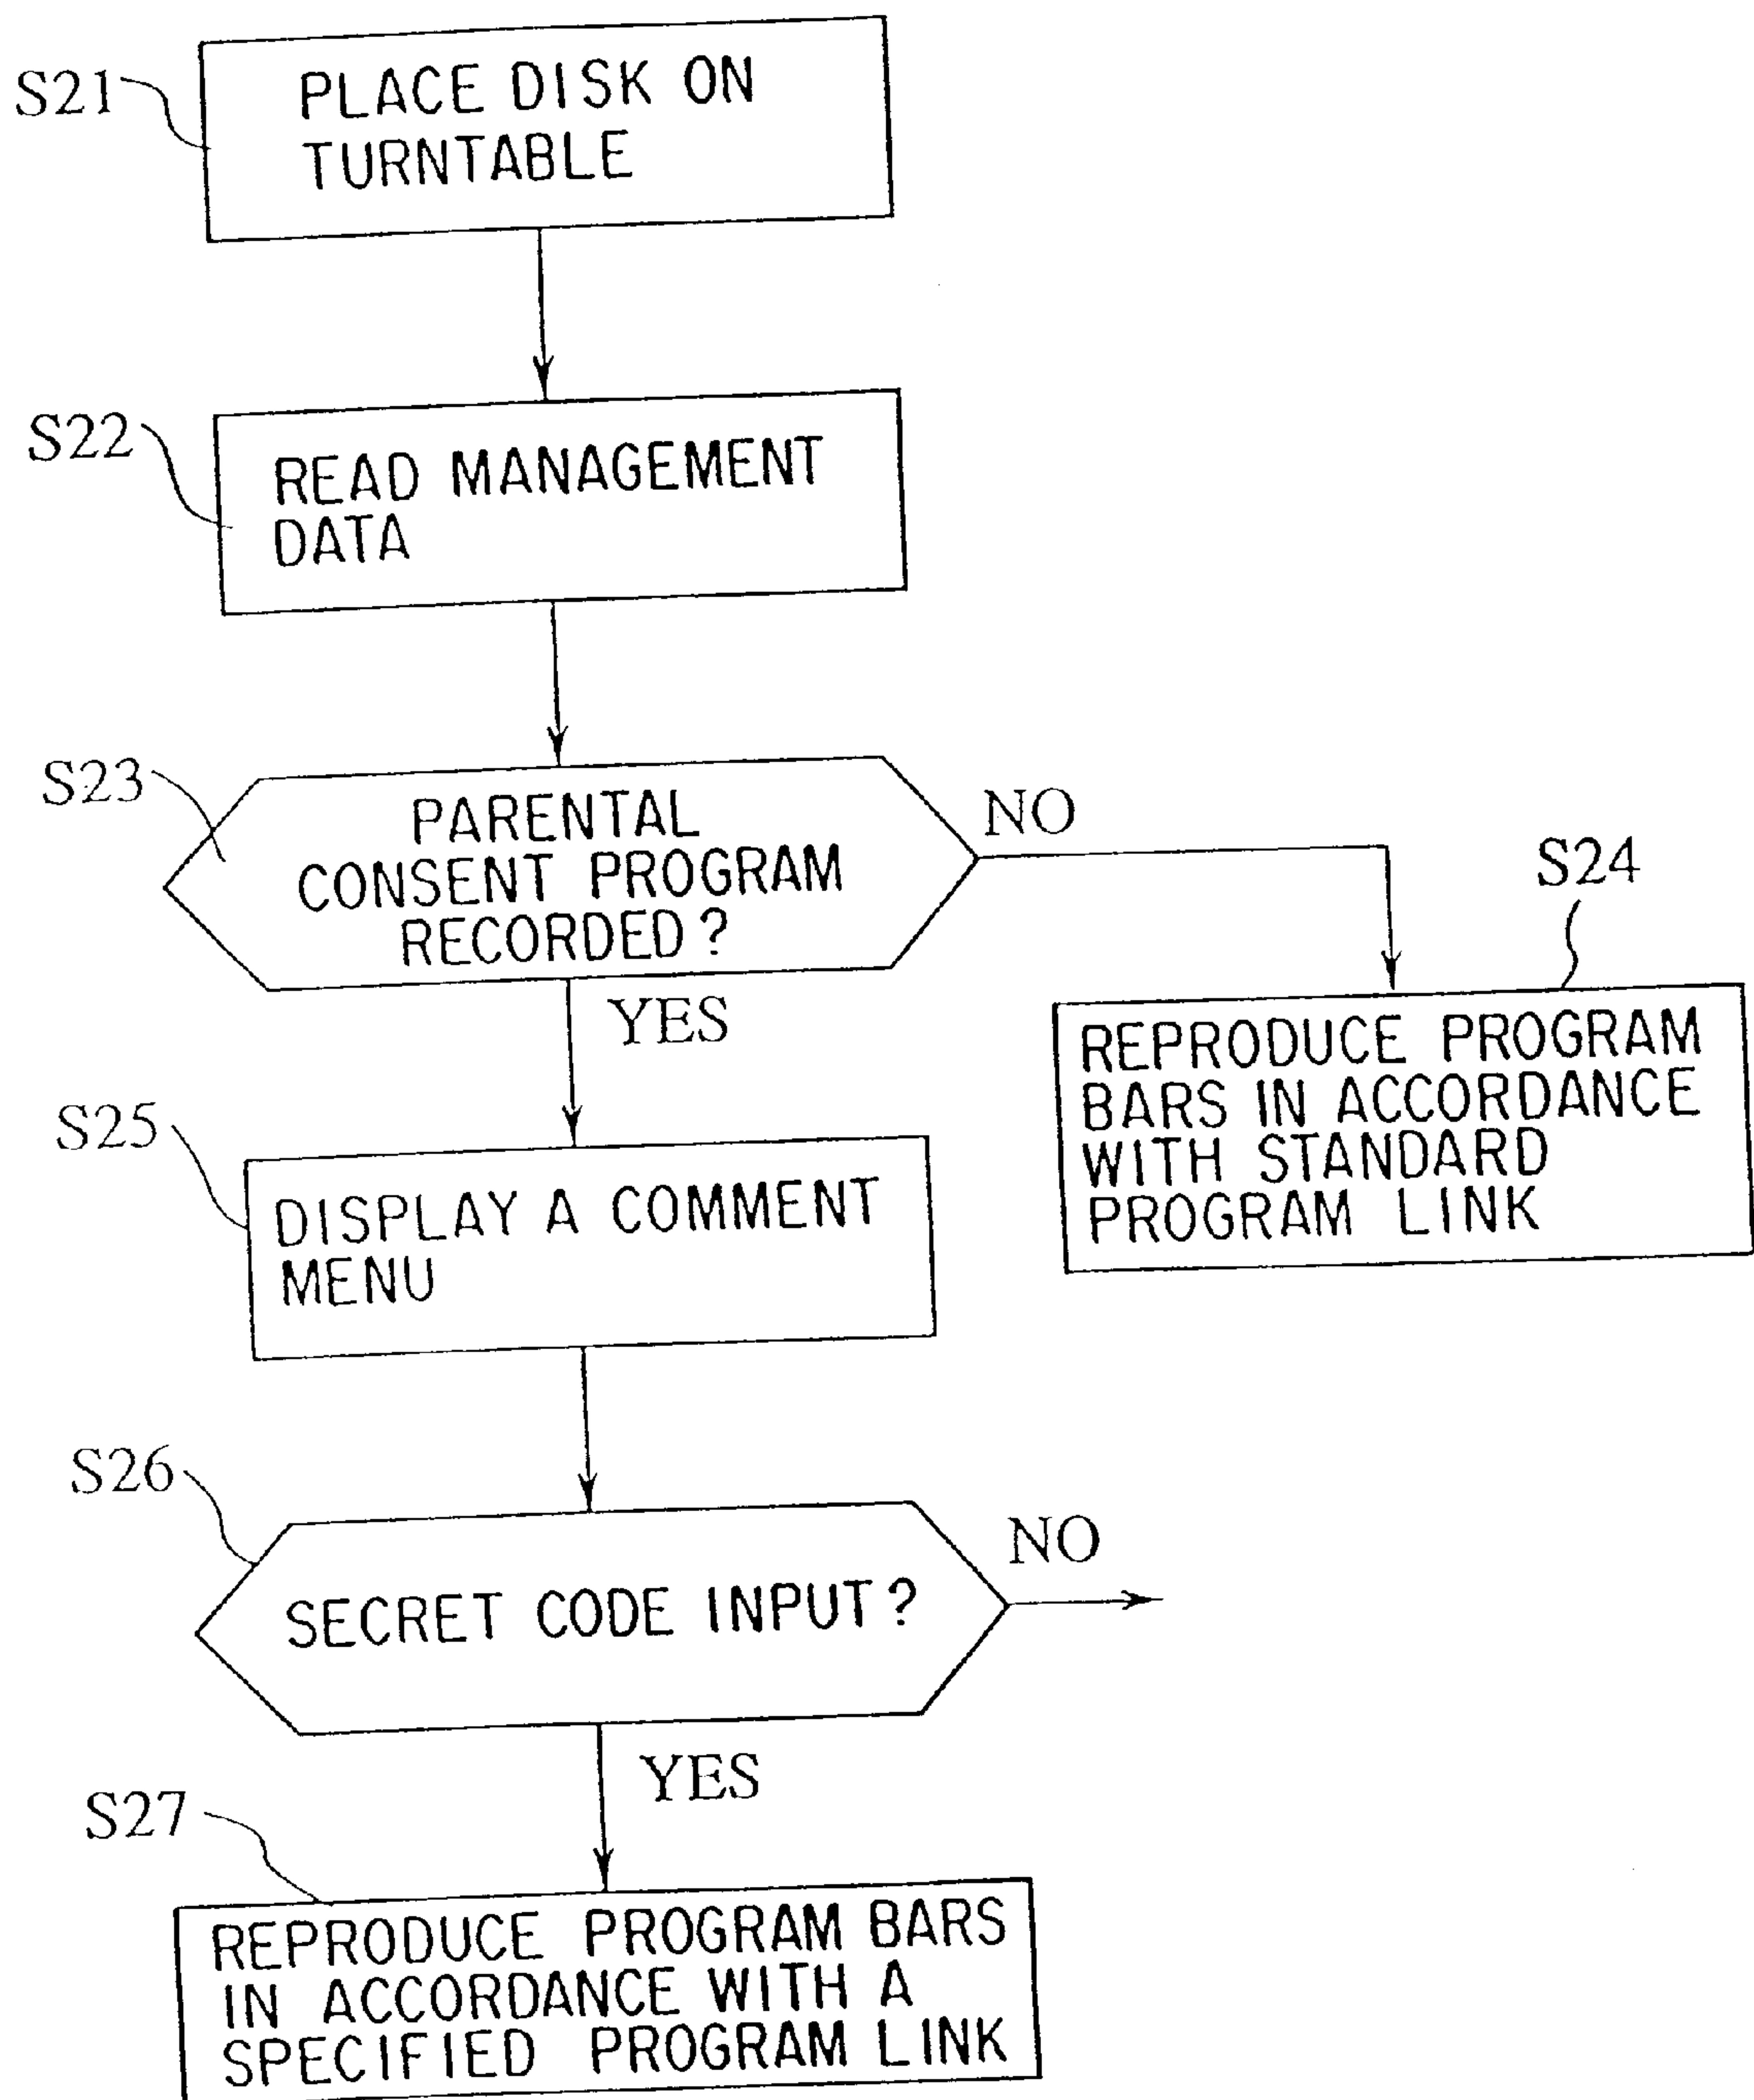 S21
PLACE DISK ON
TURNTABLE
S22
READ MANAGEMENT
DATA
S23
PARENTAL
CONSENT PROGRAM
RECORDED?
NO
YES
S24
REPRODUCE PROGRAM
BARS IN ACCORDANCE
WITH STANDARD
PROGRAM LINK
S25
DISPLAY A COMMENT
MENU
S26
SECRET CODE INPUT?
NO
YES
S27
REPRODUCE PROGRAM BARS
IN ACCORDANCE WITH A
SPECIFIED PROGRAM LINK